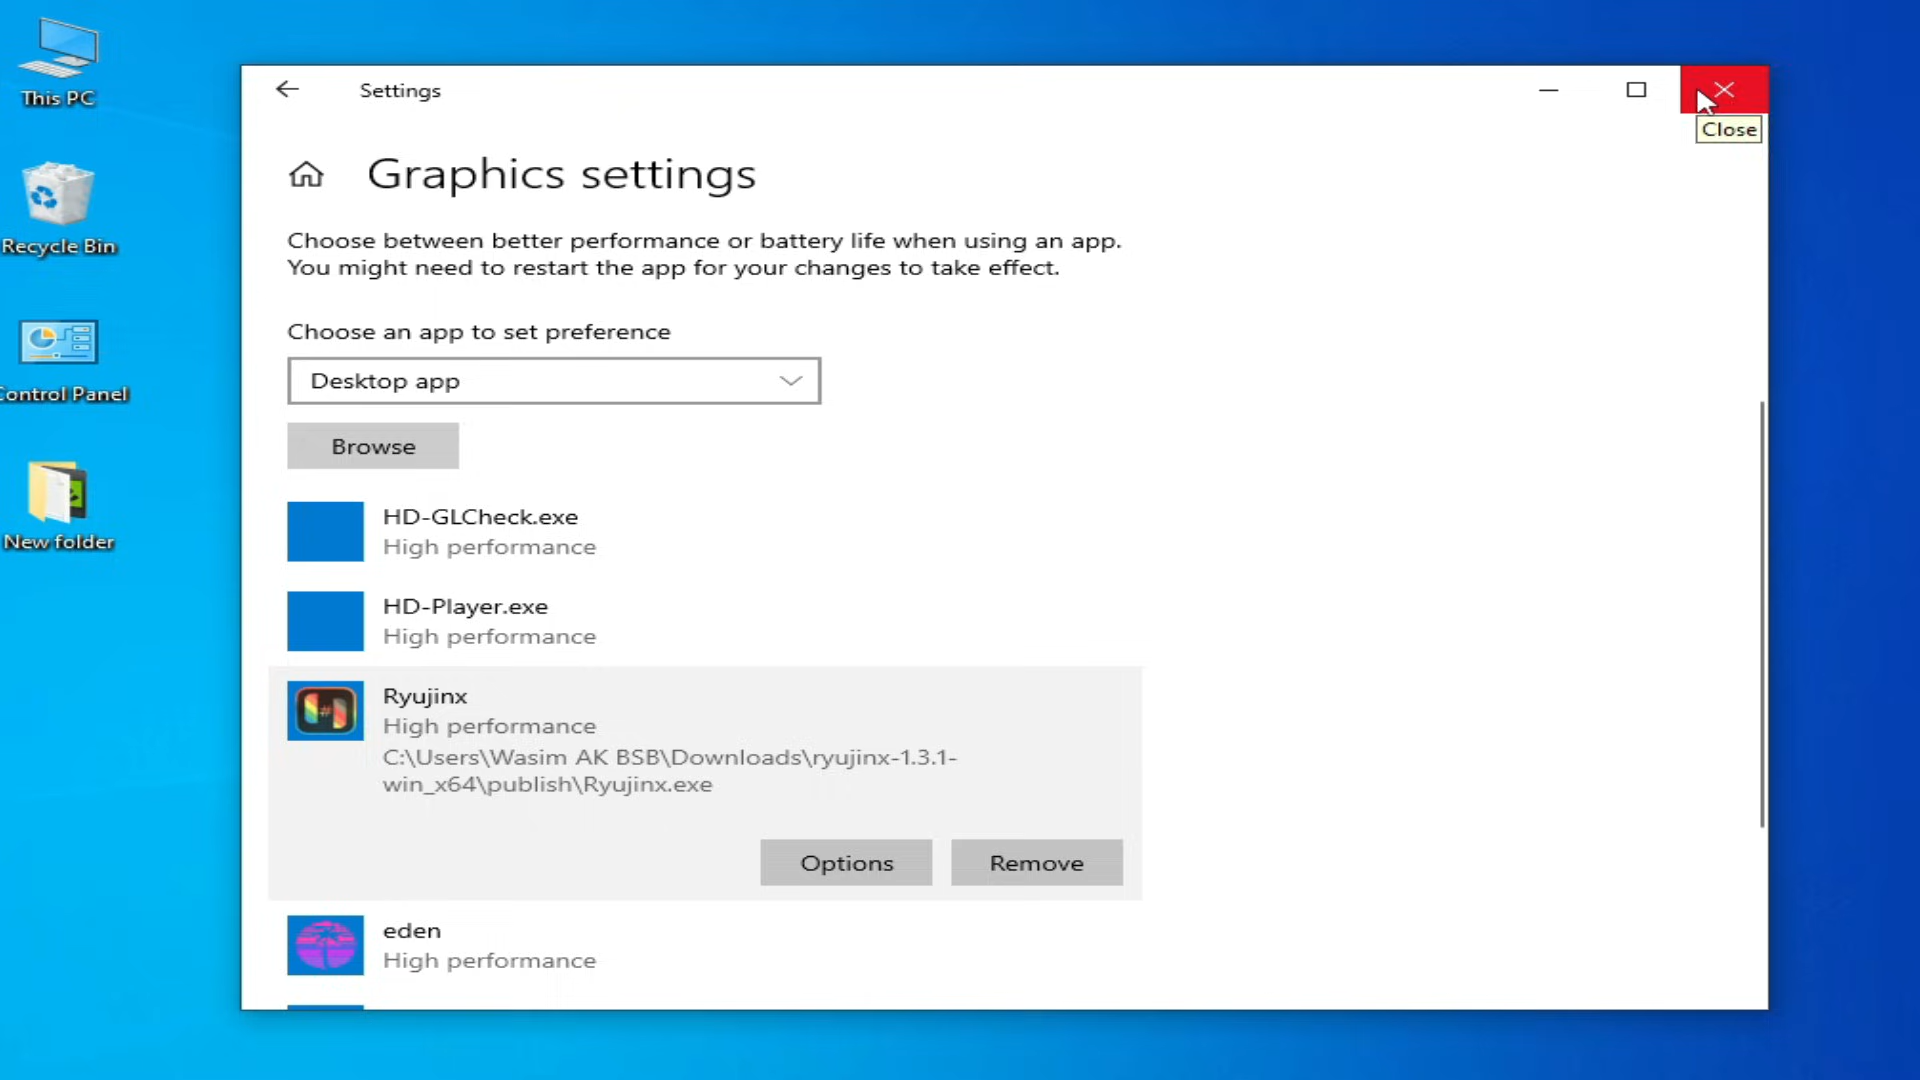 This PC
Recycle Bin
Control Panel
New folder
Settings
Close
Graphics settings
Choose between better performance or battery life when using an app.
You might need to restart the app for your changes to take effect.
Choose an app to set preference
Desktop app
Browse
HD-GLCheck.exe
High performance
HD-Player.exe
High performance
Ryujinx
High performance
C:\Users\Wasim AK BSB\Downloads\ryujinx-1.3.1-
win_x64\publish\Ryujinx.exe
Options
Remove
eden
High performance